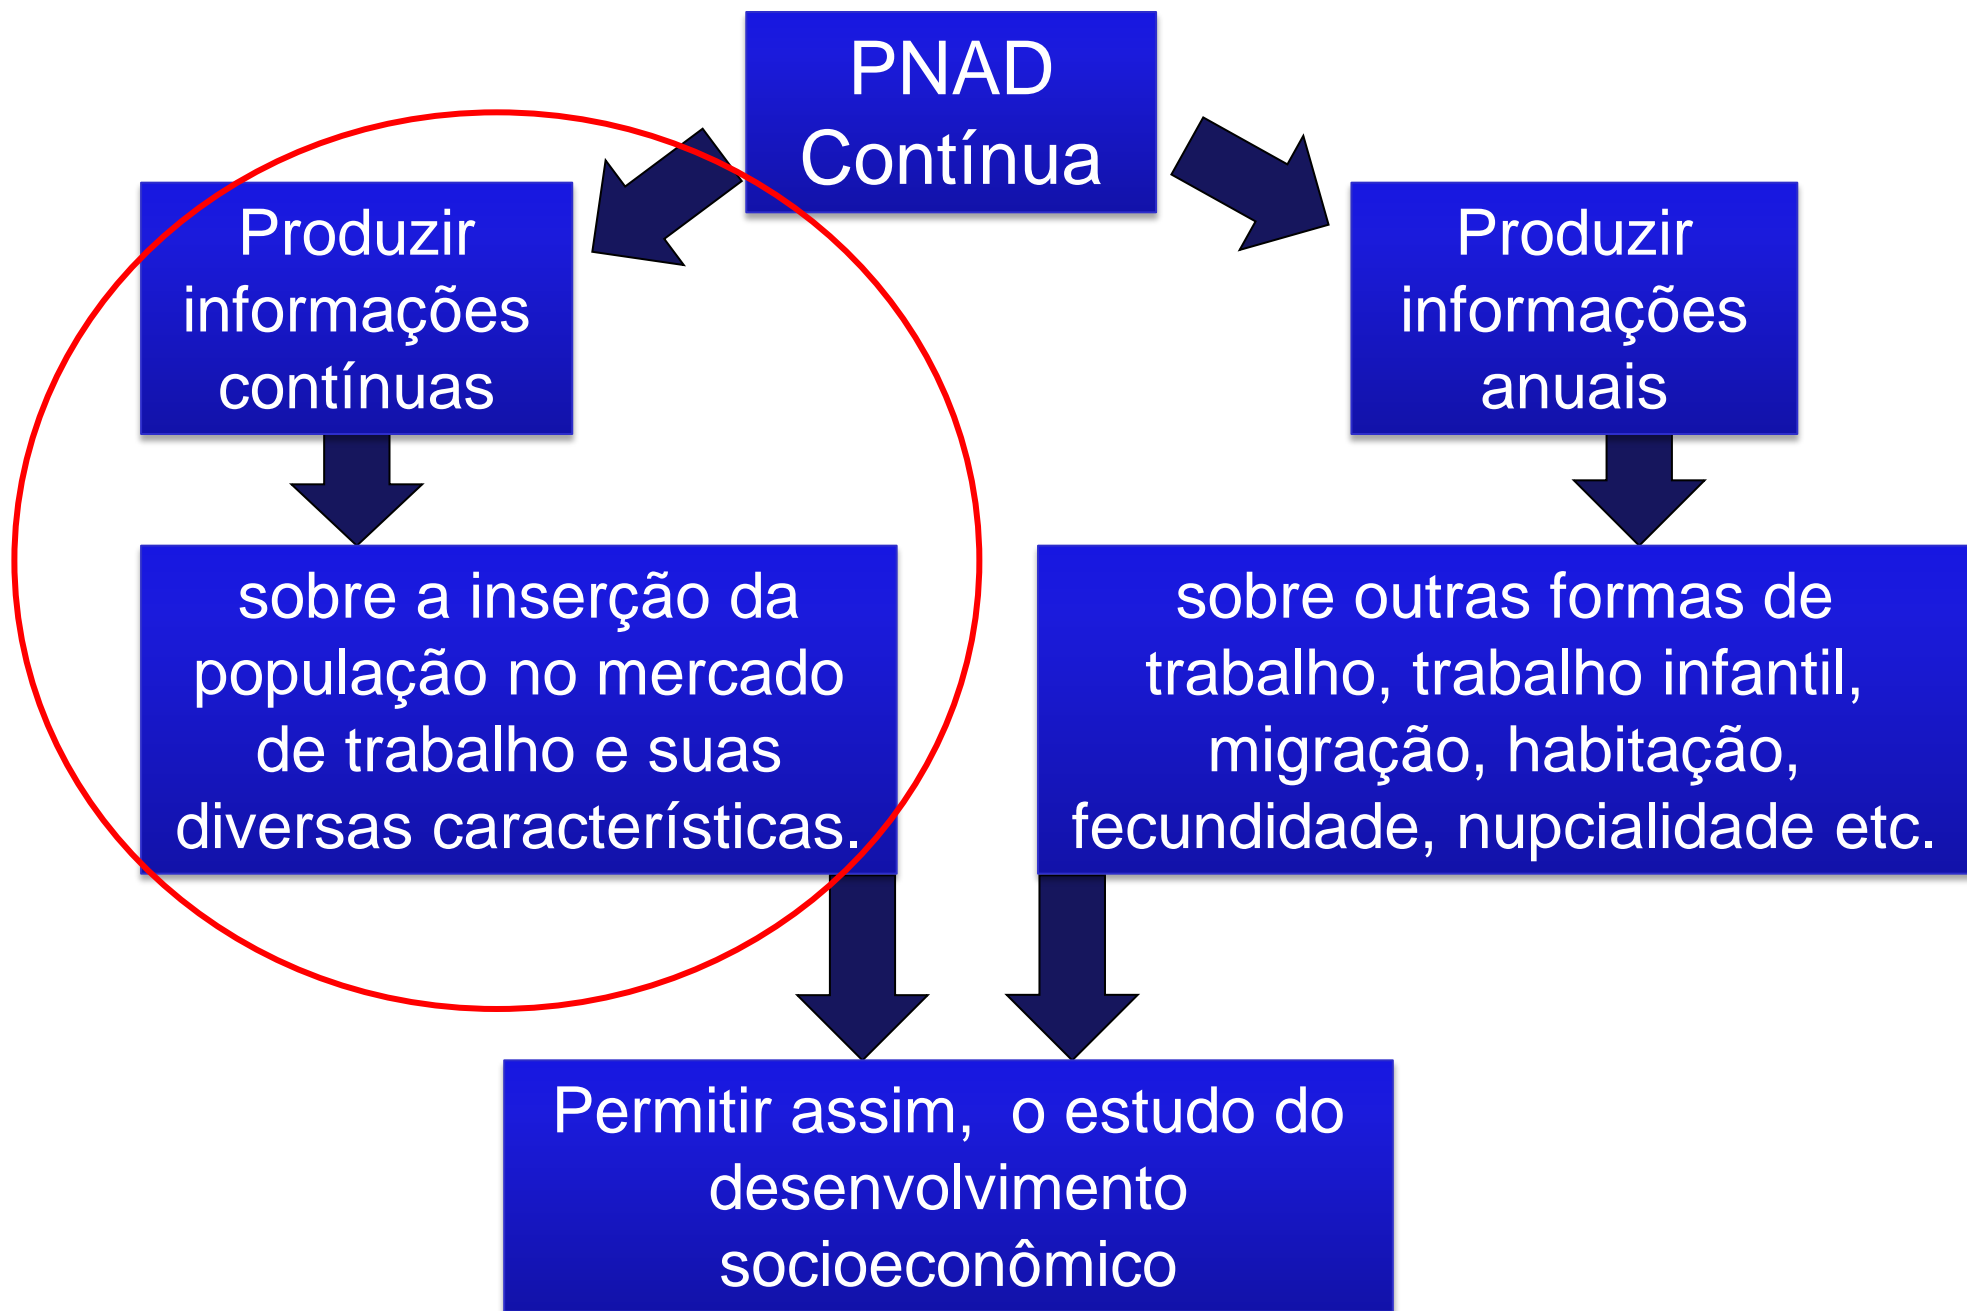 PNAD
Contínua
Produzir
informações
contínuas
Produzir
informações
anuais
sobre a inserção da
população no mercado
de trabalho e suas
diversas características.
sobre outras formas de
trabalho, trabalho infantil,
migração, habitação,
fecundidade, nupcialidade etc.
Permitir assim,  o estudo do
desenvolvimento
socioeconômico